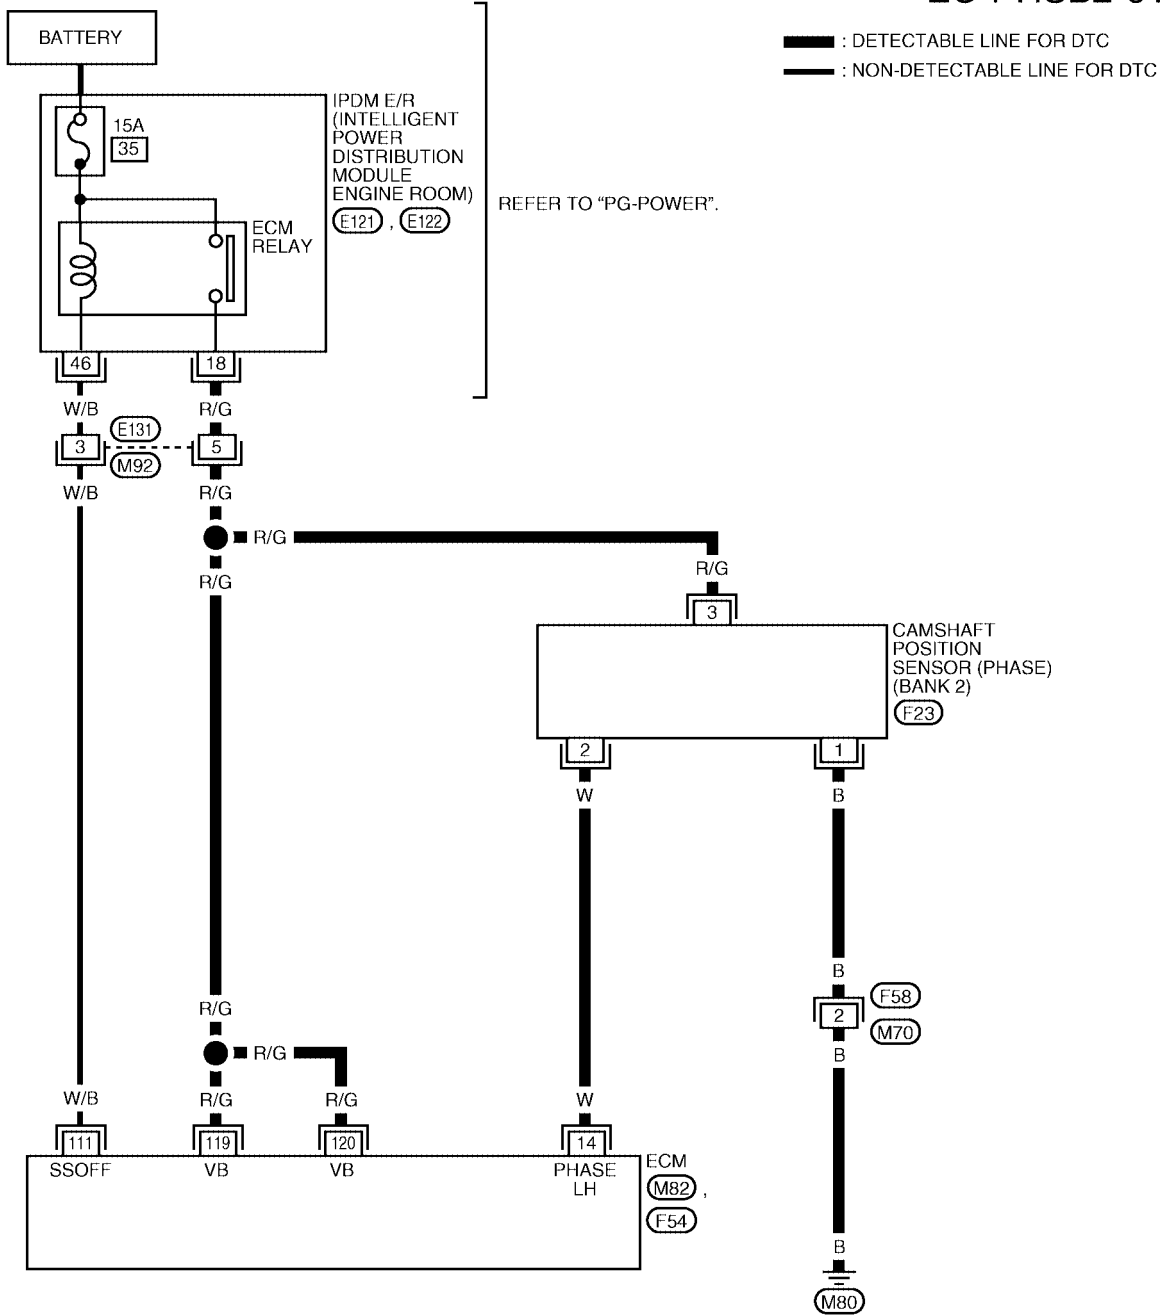 BATTERY
: DETECTABLE LINE FOR DTC
: NON-DETECTABLE LINE FOR DTC
15A
35
IPDM E/R
(INTELLIGENT
POWER
DISTRIBUTION
MODULE
ENGINE ROOM)
E121 , E122
REFER TO “PG-POWER”.
ECM
RELAY
46
18
W/B
R/G
E131
3
5
M92
W/B
R/G
R/G
R/G
R/G
3
CAMSHAFT
POSITION
SENSOR (PHASE)
(BANK 2)
F23
2
1
W
B
B
F58
2
M70
R/G
R/G
B
W/B
R/G
R/G
W
111
119
120
14
SSOFF
VB
VB
PHASE
LH
ECM
M82 ,
F54
B
M80